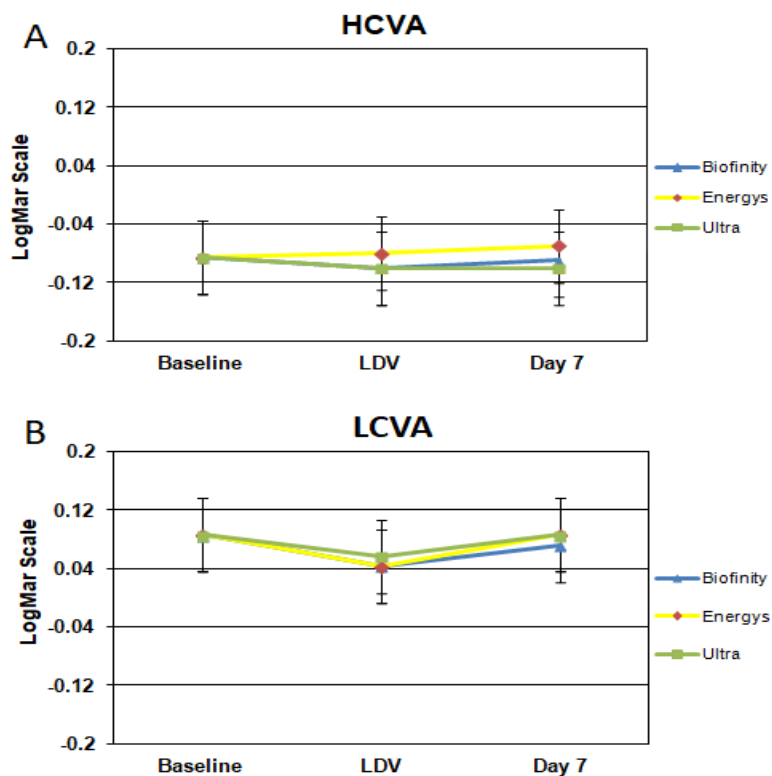 A
HCVA
0.2
0.12
0.04
-0.04
-0.12
-0.2
LogMar Scale
Baseline LDV Day 7
Biofinity
Energys
Ultra
B
LCVA
0.2
0.12
0.04
-0.04
-0.12
-0.2
LogMar Scale
Baseline LDV Day 7
Biofinity
Energys
Ultra